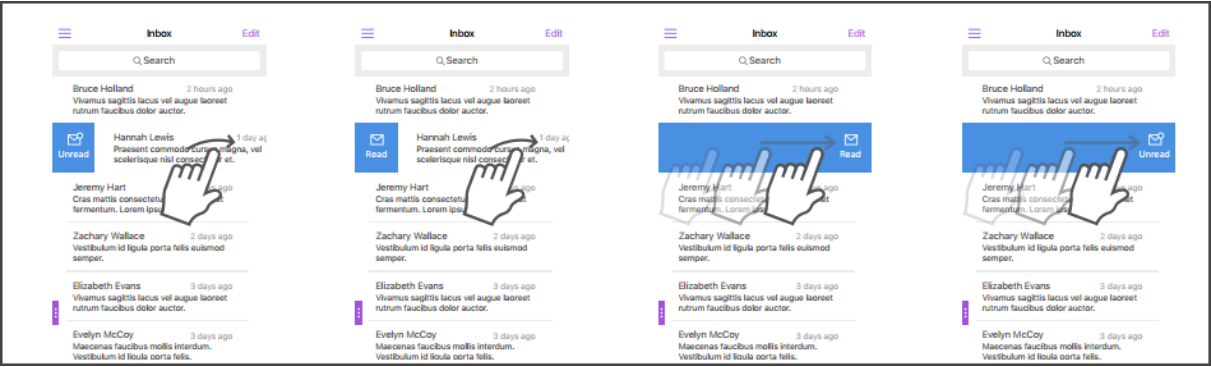 Inbox
Edit
Search
Bruce Holland 2 hours ago
Vivamus sagittis lacus vel augue laoreet
rutrum faucibus dolor auctor.
Unread
Hannah Lewis 1 day ag
Praesent commodo cursus magna, vel
scelerisque nisl consectetur et.
Jeremy Hart ago
Cras mattis consectetu
fermentum. Lorem ipsu
Zachary Wallace 2 days ago
Vestibulum id ligula porta felis euismod
semper.
Elizabeth Evans 3 days ago
Vivamus sagittis lacus vel augue laoreet
rutrum faucibus dolor auctor.
Evelyn McCoy 3 days ago
Maecenas faucibus mollis interdum.
Vestibulum id ligula porta felis.
Inbox
Edit
Search
Bruce Holland 2 hours ago
Vivamus sagittis lacus vel augue laoreet
rutrum faucibus dolor auctor.
Read
Hannah Lewis 1 day ag
Praesent commodo cursus magna, vel
scelerisque nisl consectetur et.
Jeremy Hart ago
Cras mattis consectetu
fermentum. Lorem ipsu
Zachary Wallace 2 days ago
Vestibulum id ligula porta felis euismod
semper.
Elizabeth Evans 3 days ago
Vivamus sagittis lacus vel augue laoreet
rutrum faucibus dolor auctor.
Evelyn McCoy 3 days ago
Maecenas faucibus mollis interdum.
Vestibulum id ligula porta felis.
Inbox
Edit
Search
Bruce Holland 2 hours ago
Vivamus sagittis lacus vel augue laoreet
rutrum faucibus dolor auctor.
Read
Jeremy Hart ago
Cras mattis consectetu
fermentum. Lorem ipsu
Zachary Wallace 2 days ago
Vestibulum id ligula porta felis euismod
semper.
Elizabeth Evans 3 days ago
Vivamus sagittis lacus vel augue laoreet
rutrum faucibus dolor auctor.
Evelyn McCoy 3 days ago
Maecenas faucibus mollis interdum.
Vestibulum id ligula porta felis.
Inbox
Edit
Search
Bruce Holland 2 hours ago
Vivamus sagittis lacus vel augue laoreet
rutrum faucibus dolor auctor.
Unread
Jeremy Hart ago
Cras mattis consectetu
fermentum. Lorem ipsu
Zachary Wallace 2 days ago
Vestibulum id ligula porta felis euismod
semper.
Elizabeth Evans 3 days ago
Vivamus sagittis lacus vel augue laoreet
rutrum faucibus dolor auctor.
Evelyn McCoy 3 days ago
Maecenas faucibus mollis interdum.
Vestibulum id ligula porta felis.